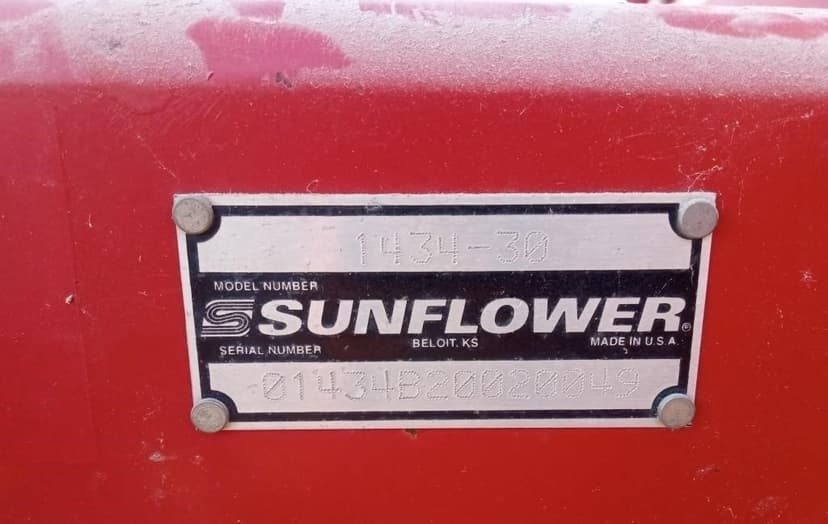 1434-30
MODEL NUMBER
SUNFLOWER®
BELOIT, KS MADE IN U.S.A.
SERIAL NUMBER
01434B20020049